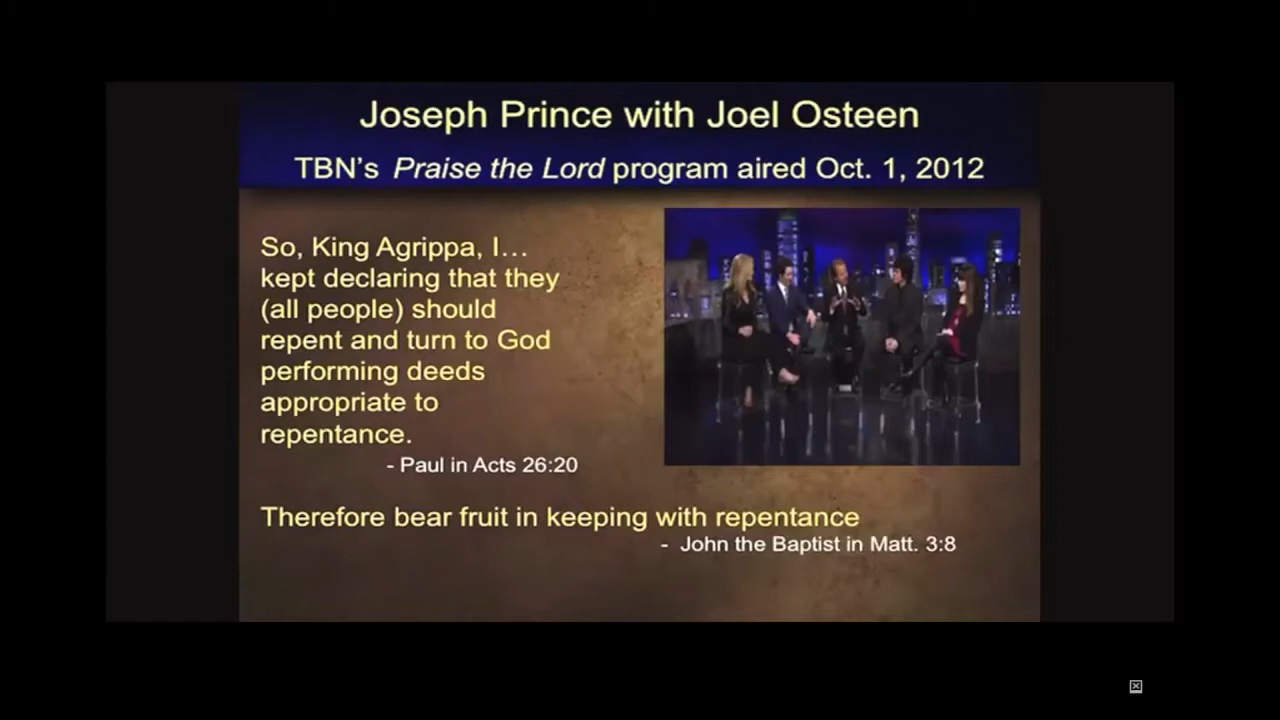 Joseph Prince with Joel Osteen
TBN's Praise the Lord program aired Oct. 1, 2012
So, King Agrippa, I...
kept declaring that they
(all people) should
repent and turn to God
performing deeds
appropriate to
repentance.
- Paul in Acts 26:20
Therefore bear fruit in keeping with repentance
- John the Baptist in Matt. 3:8